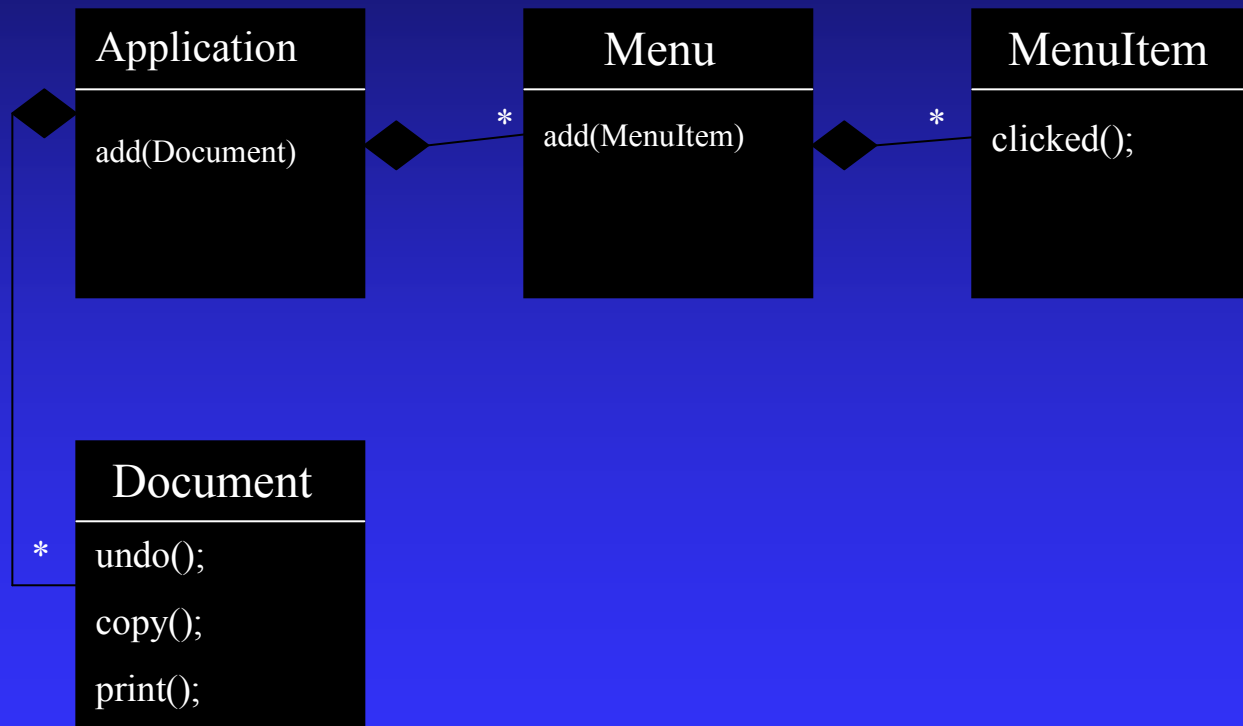 Application
add(Document)
*
Menu
add(MenuItem)
*
MenuItem
clicked();
*
Document
undo();
copy();
print();